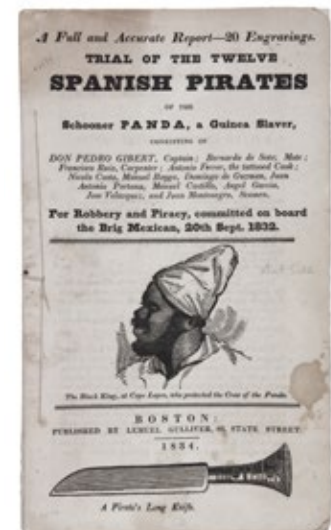 A Full and Accurate Report—20 Engravings.
TRIAL OF THE TWELVE
SPANISH PIRATES
OF THE
Schooner PANDA, a Guinea Slaver,
CONSISTING OF
DON PEDRO GIBERT, Captain; Bernardo de Soto, Mate;
Francisco Ruiz, Carpenter; Antonio Ferrer, the tattooed Cook;
Nicola Costa, Manuel Boyga, Domingo de Guzman, Juan
Antonio Portana, Manuel Castillo, Angel Garcia,
Jose Velazquez, and Juan Montenegro, Seamen.
For Robbery and Piracy, committed on board
the Brig Mexican, 20th Sept. 1832.
The Black King, at Cape Lopez, who protected the Crew of the Panda.
BOSTON:
PUBLISHED BY LEMUEL GULLIVER, STATE STREET.
1834.
A Pirate's Long Knife.